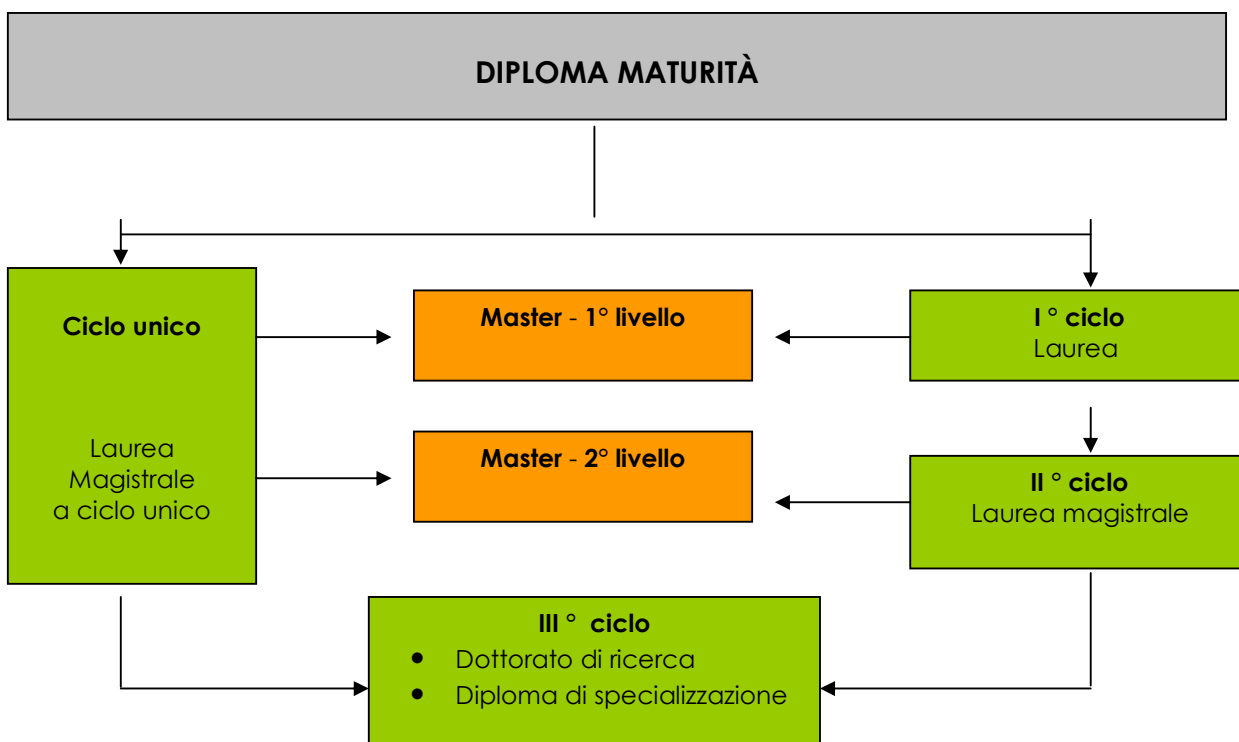 DIPLOMA MATURITÀ
Ciclo unico
Laurea
Magistrale
a ciclo unico
Master - 1° livello
I ° ciclo
Laurea
Master - 2° livello
II ° ciclo
Laurea magistrale
III °  ciclo
• Dottorato di ricerca
• Diploma di specializzazione